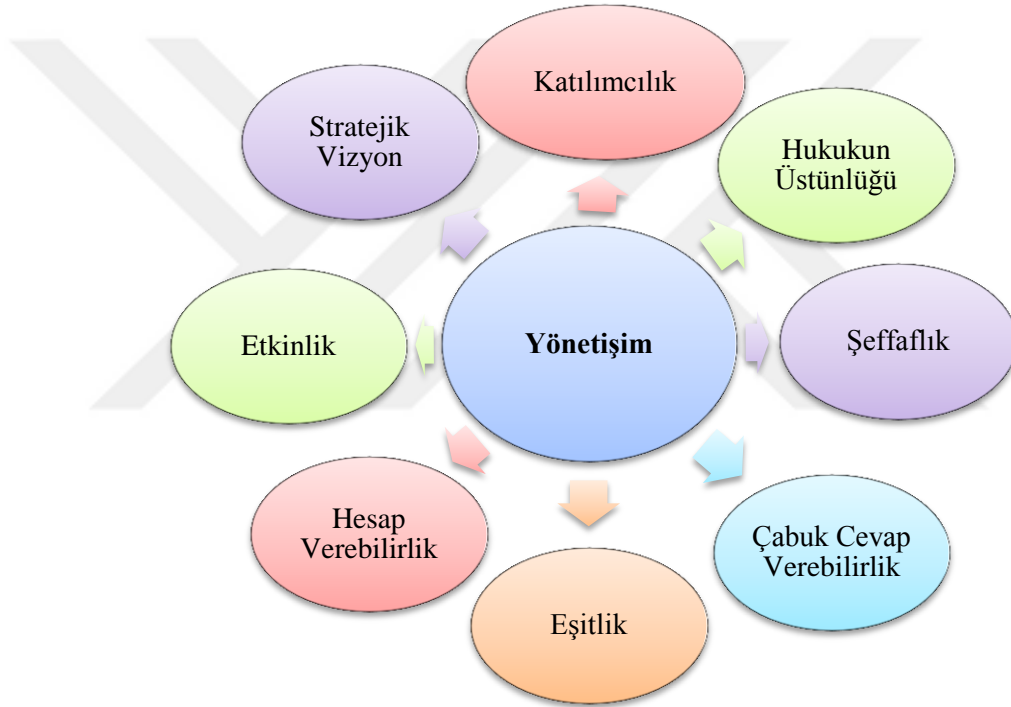 Katılımcılık
Stratejik
Vizyon
Hukukun
Üstünlüğü
Etkinlik
Yönetişim
Şeffaflık
Hesap
Verebilirlik
Çabuk Cevap
Verebilirlik
Eşitlik